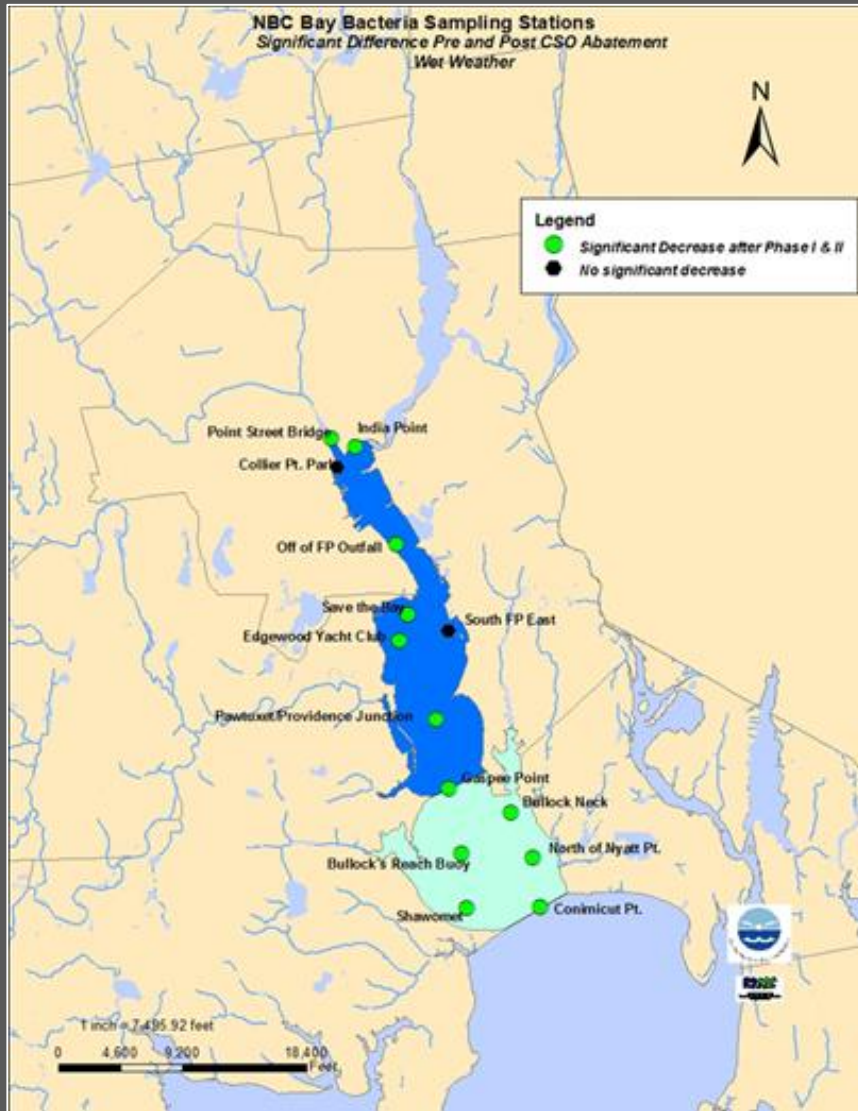 NBC Bay Bacteria Sampling Stations
Significant Difference Pre and Post CSO Abatement
Wet Weather
N
Legend
Significant Decrease after Phase I & II
No significant decrease
Point Street Bridge
India Point
Collier Pt. Park
Off of FP Outfall
Save the Bay
South FP East
Edgewood Yacht Club
Pawtuxet/Providence Junction
Gaspee Point
Bullock Neck
Bullock's Reach Buoy
North of Nyatt Pt.
Shawomet
Conimicut Pt.
1 inch = 7,495.92 feet
0 4,600 9,200 18,400
Feet